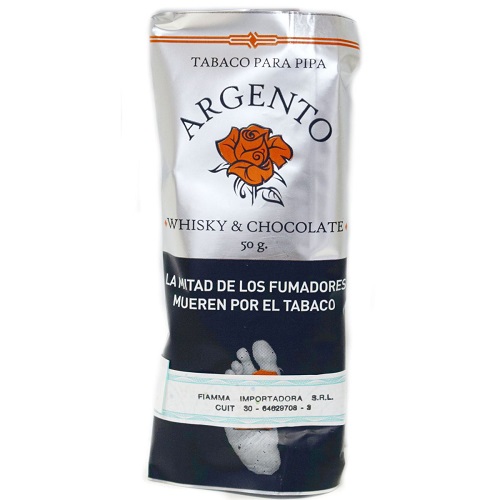 TABACO PARA PIPA
ARGENTO
WHISKY & CHOCOLATE
50 g.
LA MITAD DE LOS FUMADORES
MUEREN POR EL TABACO
FIAMMA IMPORTADORA S.R.L.
CUIT 30-64629708-3